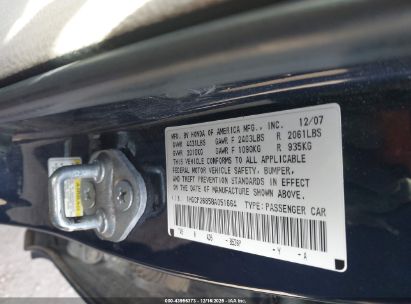 MFD. BY HONDA OF AMERICA MFG., INC. 12/07
GVWR 4431LBS GAWR F 2403LBS R 2061LBS
GVWR 2010KG GAWR F 1090KG R 935KG
THIS VEHICLE CONFORMS TO ALL APPLICABLE
FEDERAL MOTOR VEHICLE SAFETY, BUMPER,
AND THEFT PREVENTION STANDARDS IN EFFECT ON
THE DATE OF MANUFACTURE SHOWN ABOVE.
V.I.N. TYPE: PASSENGER CAR